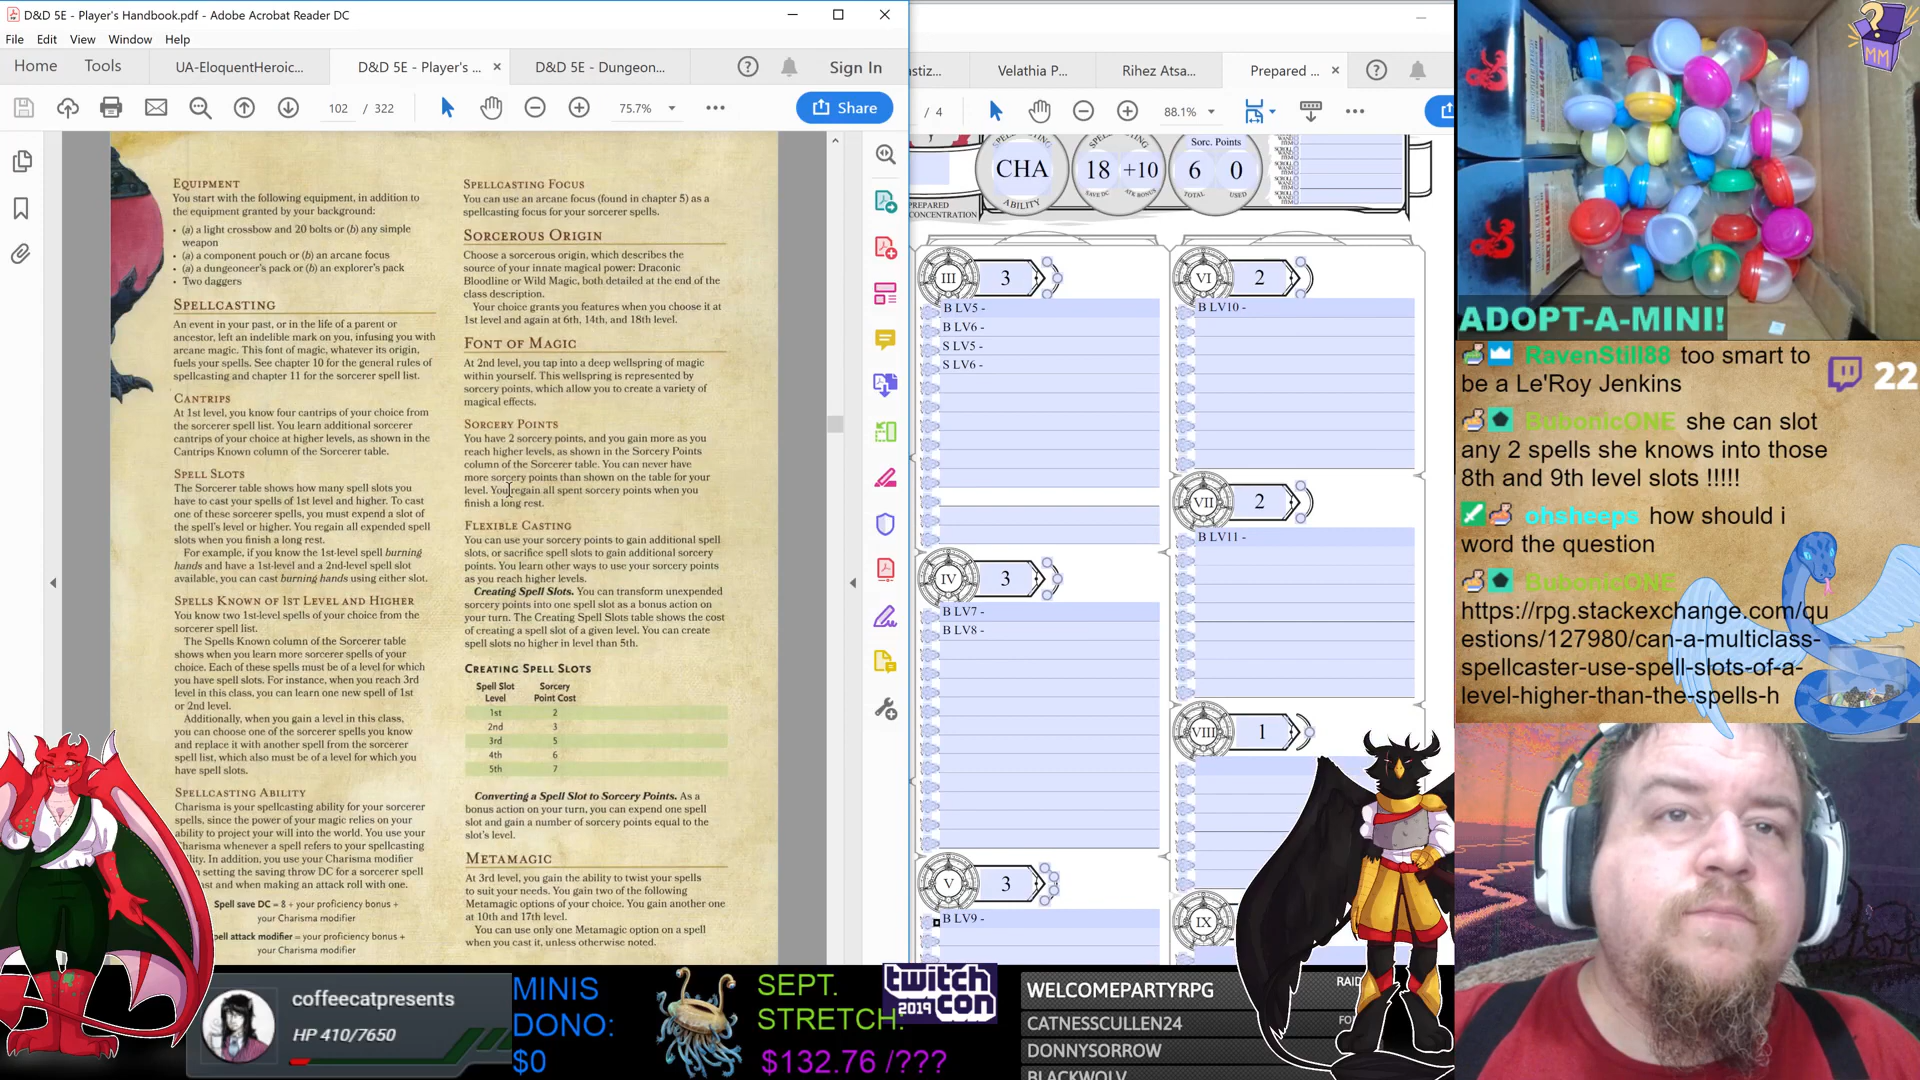 D&D 5E - Player's Handbook.pdf - Adobe Acrobat Reader DC
File Edit View Window Help
Home Tools UA-EloquentHeroic... D&D 5E - Player's ... × D&D 5E - Dungeon... Sign In
102 / 322 75.7% Share
EQUIPMENT
You start with the following equipment, in addition to
the equipment granted by your background:
• (a) a light crossbow and 20 bolts or (b) any simple
weapon
• (a) a component pouch or (b) an arcane focus
• (a) a dungeoneer's pack or (b) an explorer's pack
• Two daggers
SPELLCASTING
An event in your past, or in the life of a parent or
ancestor, left an indelible mark on you, infusing you with
arcane magic. This font of magic, whatever its origin,
fuels your spells. See chapter 10 for the general rules of
spellcasting and chapter 11 for the sorcerer spell list.
CANTRIPS
At 1st level, you know four cantrips of your choice from
the sorcerer spell list. You learn additional sorcerer
cantrips of your choice at higher levels, as shown in the
Cantrips Known column of the Sorcerer table.
SPELL SLOTS
The Sorcerer table shows how many spell slots you
have to cast your spells of 1st level and higher. To cast
one of these sorcerer spells, you must expend a slot of
the spell's level or higher. You regain all expended spell
slots when you finish a long rest.
For example, if you know the 1st-level spell burning
hands and have a 1st-level and a 2nd-level spell slot
available, you can cast burning hands using either slot.
SPELLS KNOWN OF 1ST LEVEL AND HIGHER
You know two 1st-level spells of your choice from the
sorcerer spell list.
The Spells Known column of the Sorcerer table
shows when you learn more sorcerer spells of your
choice. Each of these spells must be of a level for which
you have spell slots. For instance, when you reach 3rd
level in this class, you can learn one new spell of 1st
or 2nd level.
Additionally, when you gain a level in this class,
you can choose one of the sorcerer spells you know
and replace it with another spell from the sorcerer
spell list, which also must be of a level for which you
have spell slots.
SPELLCASTING ABILITY
Charisma is your spellcasting ability for your sorcerer
spells, since the power of your magic relies on your
ability to project your will into the world. You use your
harisma whenever a spell refers to your spellcasting
ility. In addition, you use your Charisma modifier
setting the saving throw DC for a sorcerer spell
ast and when making an attack roll with one.
Spell save DC = 8 + your proficiency bonus +
your Charisma modifier
pell attack modifier = your proficiency bonus +
your Charisma modifier
SPELLCASTING FOCUS
You can use an arcane focus (found in chapter 5) as a
spellcasting focus for your sorcerer spells.
SORCEROUS ORIGIN
Choose a sorcerous origin, which describes the
source of your innate magical power: Draconic
Bloodline or Wild Magic, both detailed at the end of the
class description.
Your choice grants you features when you choose it at
1st level and again at 6th, 14th, and 18th level.
FONT OF MAGIC
At 2nd level, you tap into a deep wellspring of magic
within yourself. This wellspring is represented by
sorcery points, which allow you to create a variety of
magical effects.
SORCERY POINTS
You have 2 sorcery points, and you gain more as you
reach higher levels, as shown in the Sorcery Points
column of the Sorcerer table. You can never have
more sorcery points than shown on the table for your
level. You regain all spent sorcery points when you
finish a long rest.
FLEXIBLE CASTING
You can use your sorcery points to gain additional spell
slots, or sacrifice spell slots to gain additional sorcery
points. You learn other ways to use your sorcery points
as you reach higher levels.
Creating Spell Slots. You can transform unexpended
sorcery points into one spell slot as a bonus action on
your turn. The Creating Spell Slots table shows the cost
of creating a spell slot of a given level. You can create
spell slots no higher in level than 5th.
CREATING SPELL SLOTS
Spell Slot Sorcery
Level Point Cost
1st 2
2nd 3
3rd 5
4th 6
5th 7
Converting a Spell Slot to Sorcery Points. As a
bonus action on your turn, you can expend one spell
slot and gain a number of sorcery points equal to the
slot's level.
METAMAGIC
At 3rd level, you gain the ability to twist your spells
to suit your needs. You gain two of the following
Metamagic options of your choice. You gain another one
at 10th and 17th level.
You can use only one Metamagic option on a spell
when you cast it, unless otherwise noted.
astiz... Velathia P... Rihez Atsa... Prepared ... ×
/ 4 88.1%
CHA
ABILITY
18 +10
SAVE DC ATK BONUS
Sorc. Points
6 0
TOTAL USED
PREPARED
CONCENTRATION
III 3
B LV5 -
B LV6 -
S LV5 -
S LV6 -
IV 3
B LV7 -
B LV8 -
V 3
B LV9 -
VI 2
B LV10 -
VII 2
B LV11 -
VIII 1
IX
MM
ADOPT-A-MINI!
RavenStill88 too smart to
be a Le'Roy Jenkins
22
BubonicONE she can slot
any 2 spells she knows into those
8th and 9th level slots !!!!!
ohsheeps how should i
word the question
BubonicONE
https://rpg.stackexchange.com/qu
estions/127980/can-a-multiclass-
spellcaster-use-spell-slots-of-a-
level-higher-than-the-spells-h
coffeecatpresents
HP 410/7650
MINIS
DONO:
$0
SEPT.
STRETCH:
$132.76 /???
twitch
con
2019
WELCOMEPARTYRPG RAID
CATNESSCULLEN24 FO
DONNYSORROW
BLACKWOLV